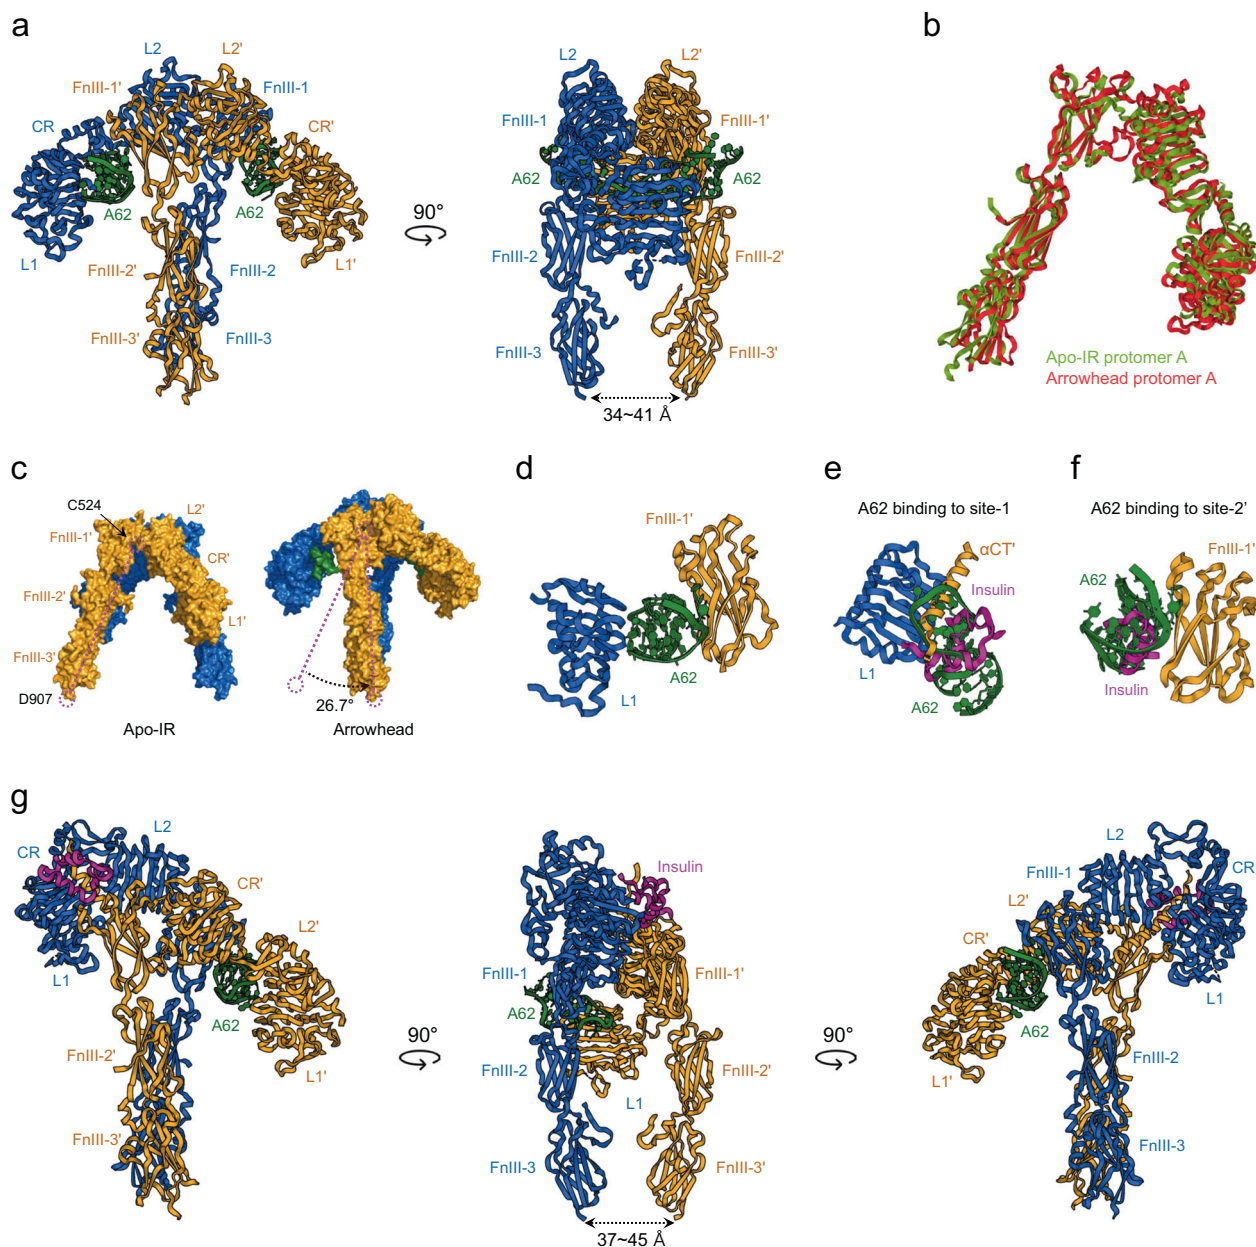 a
L2 L2'
FnIII-1' FnIII-1
CR CR'
A62 A62
L1 L1'
FnIII-2' FnIII-2
FnIII-3' FnIII-3
90°
L2 L2'
FnIII-1 FnIII-1'
A62 A62
FnIII-2 FnIII-2'
FnIII-3 FnIII-3'
34~41 Å
b
Apo-IR protomer A
Arrowhead protomer A
c
C524
L2'
FnIII-1'
CR'
FnIII-2'
L1'
FnIII-3'
D907
26.7°
Apo-IR Arrowhead
d
FnIII-1'
A62
L1
e
A62 binding to site-1
αCT'
Insulin
L1
A62
f
A62 binding to site-2'
FnIII-1'
A62
Insulin
g
L2
CR
CR'
L2'
L1
A62
L1'
FnIII-2'
FnIII-3'
90°
Insulin
FnIII-1 FnIII-1'
A62
FnIII-2 FnIII-2'
L1
FnIII-3 FnIII-3'
37~45 Å
90°
L2
FnIII-1 CR
L2'
CR'
L1
A62
L1'
FnIII-2
FnIII-3